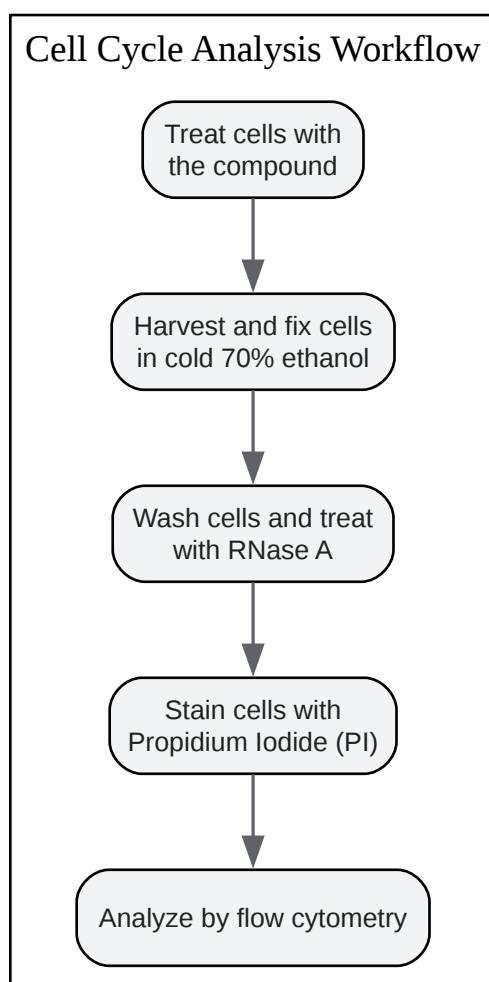 Cell Cycle Analysis Workflow
Treat cells with
the compound
Harvest and fix cells
in cold 70% ethanol
Wash cells and treat
with RNase A
Stain cells with
Propidium Iodide (PI)
Analyze by flow cytometry